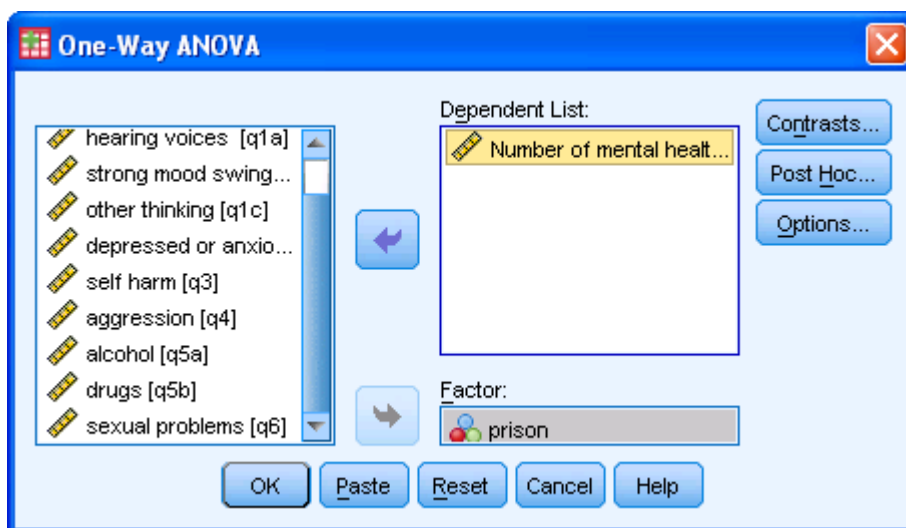 One-Way ANOVA
hearing voices [q1a]
strong mood swing...
other thinking [q1c]
depressed or anxio...
self harm [q3]
aggression [q4]
alcohol [q5a]
drugs [q5b]
sexual problems [q6]
Dependent List:
Number of mental healt...
Factor:
prison
Contrasts...
Post Hoc...
Options...
OK
Paste
Reset
Cancel
Help